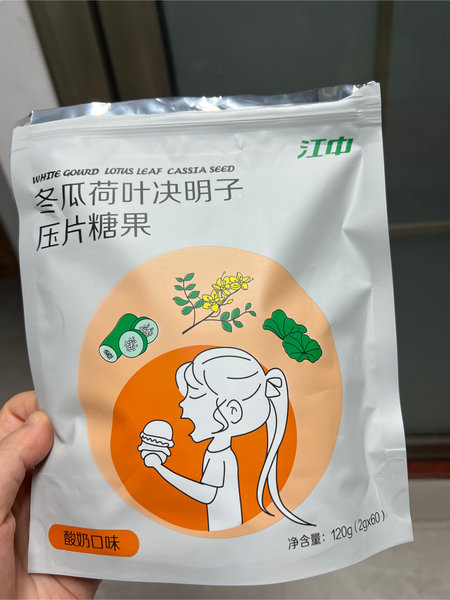 江中
WHITE GOURD LOTUS LEAF CASSIA SEED
冬瓜荷叶决明子
压片糖果
酸奶口味
净含量：120g（2gx60）